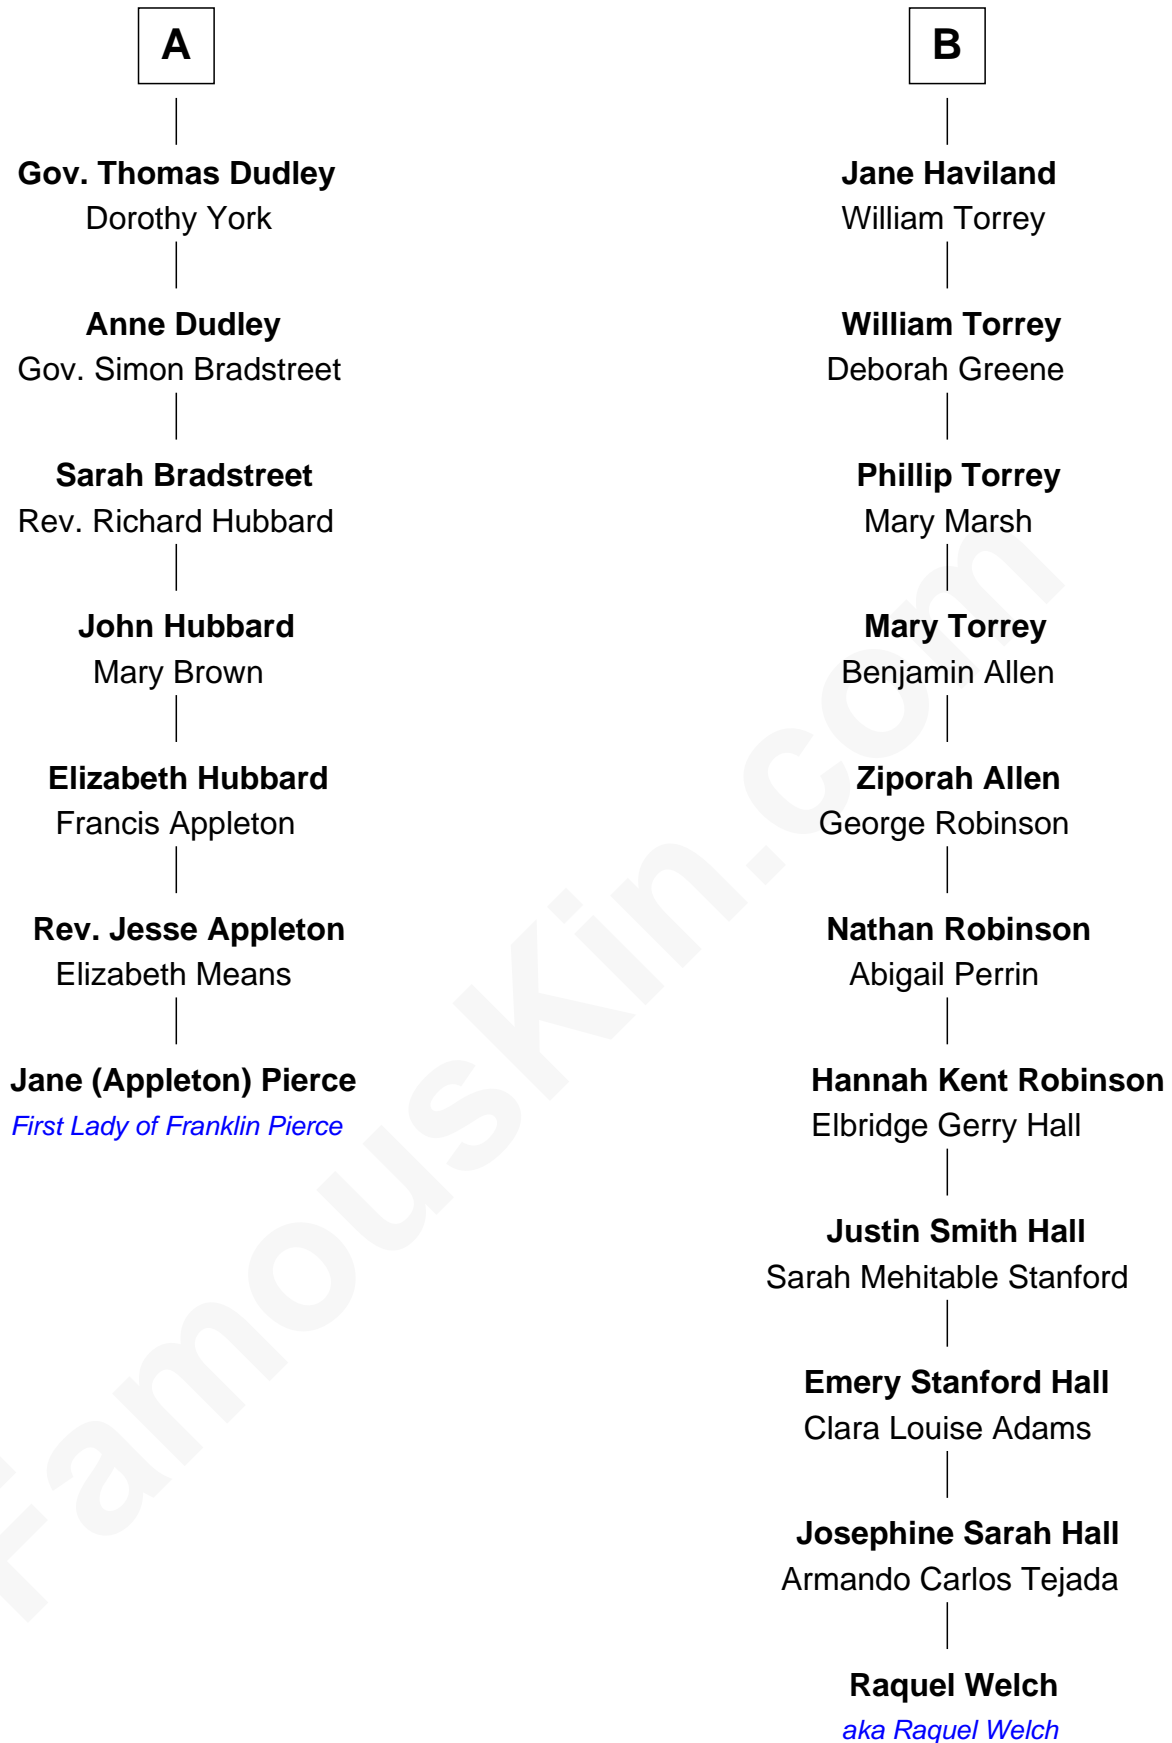 A
Gov. Thomas Dudley
Dorothy York
Anne Dudley
Gov. Simon Bradstreet
Sarah Bradstreet
Rev. Richard Hubbard
John Hubbard
Mary Brown
Elizabeth Hubbard
Francis Appleton
Rev. Jesse Appleton
Elizabeth Means
Jane (Appleton) Pierce
First Lady of Franklin Pierce
B
Jane Haviland
William Torrey
William Torrey
Deborah Greene
Phillip Torrey
Mary Marsh
Mary Torrey
Benjamin Allen
Ziporah Allen
George Robinson
Nathan Robinson
Abigail Perrin
Hannah Kent Robinson
Elbridge Gerry Hall
Justin Smith Hall
Sarah Mehitable Stanford
Emery Stanford Hall
Clara Louise Adams
Josephine Sarah Hall
Armando Carlos Tejada
Raquel Welch
aka Raquel Welch
FamousKin.com